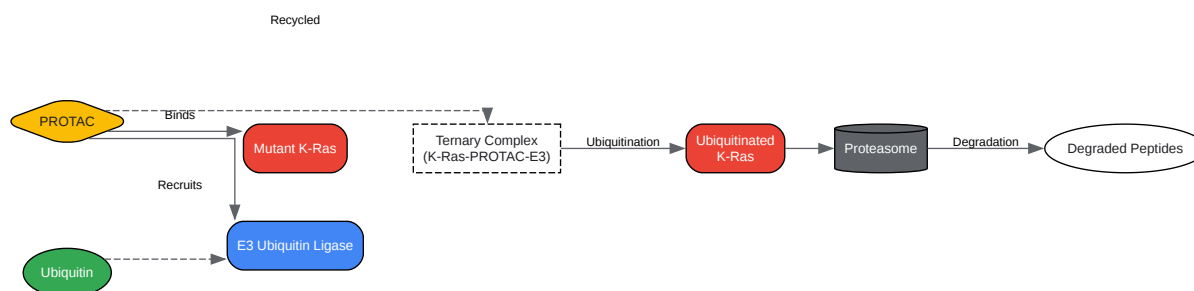 Recycled
PROTAC
Binds
Mutant K-Ras
Recruits
E3 Ubiquitin Ligase
Ubiquitin
Ternary Complex
(K-Ras-PROTAC-E3)
Ubiquitination
Ubiquitinated
K-Ras
Proteasome
Degradation
Degraded Peptides